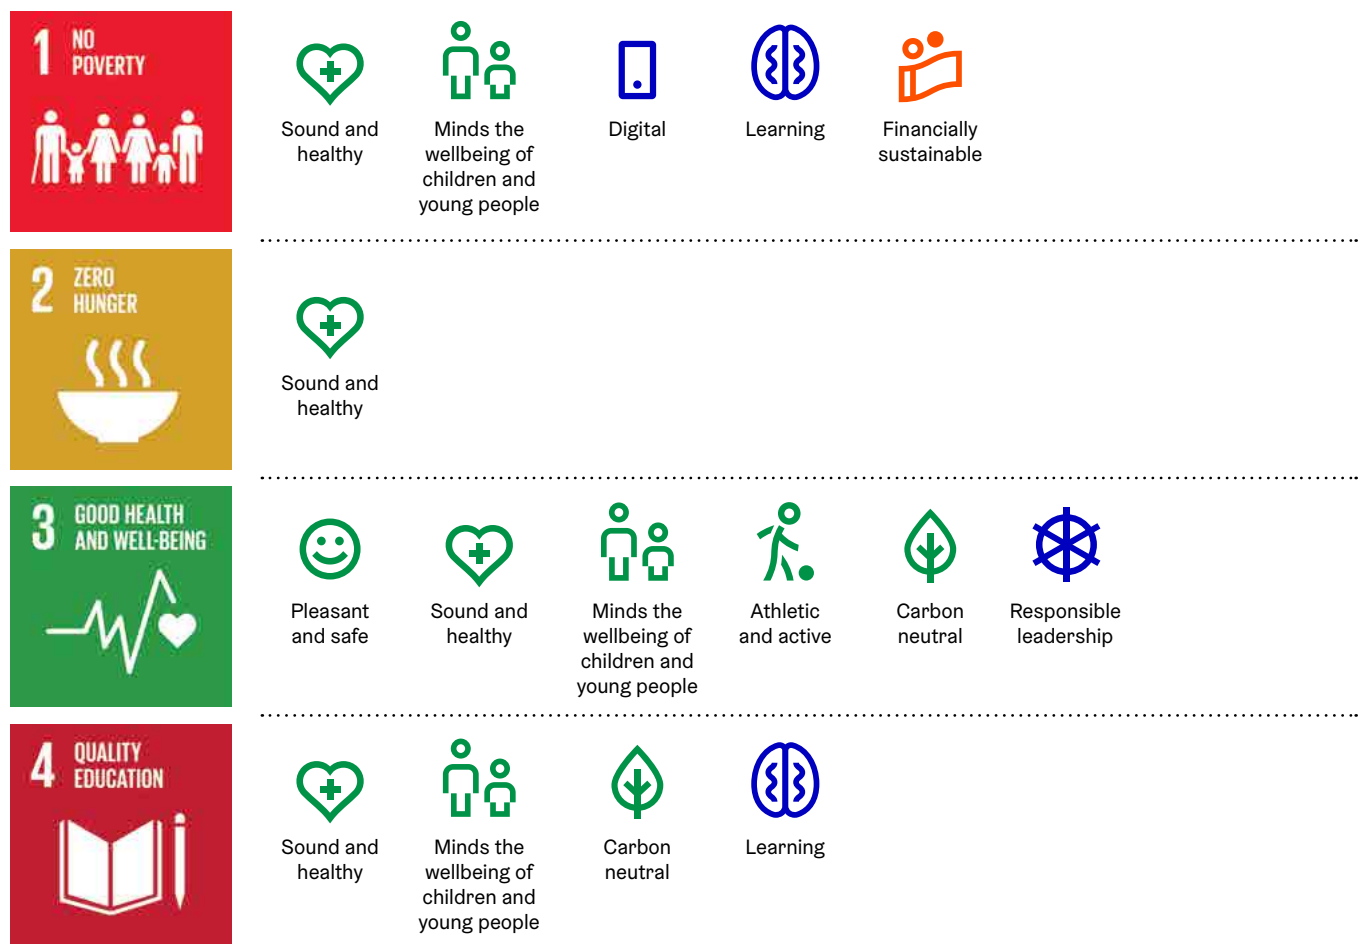 1 NO
POVERTY
Sound and
healthy
Minds the
wellbeing of
children and
young people
Digital
Learning
Financially
sustainable
2 ZERO
HUNGER
Sound and
healthy
3 GOOD HEALTH
AND WELL-BEING
Pleasant
and safe
Sound and
healthy
Minds the
wellbeing of
children and
young people
Athletic
and active
Carbon
neutral
Responsible
leadership
4 QUALITY
EDUCATION
Sound and
healthy
Minds the
wellbeing of
children and
young people
Carbon
neutral
Learning